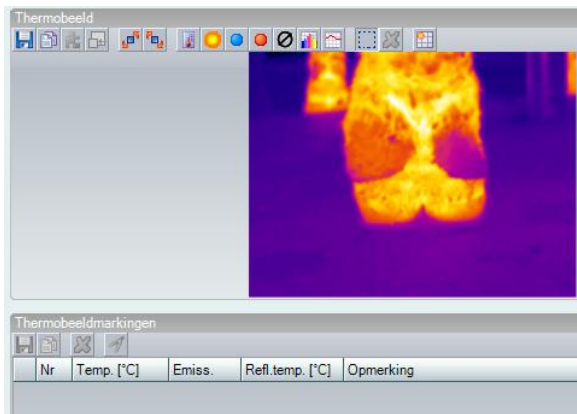 Thermobeeld
Thermobeeldmarkingen
Nr Temp. [°C] Emiss. Refl.temp. [°C] Opmerking